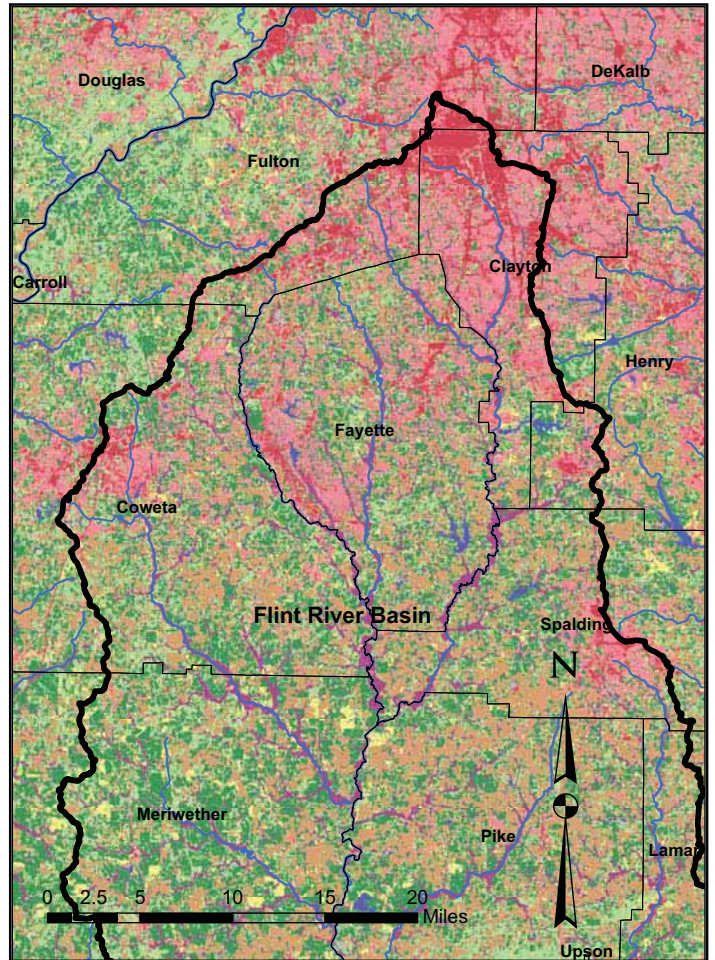 Douglas
DeKalb
Fulton
Carroll
Clayton
Henry
Fayette
Coweta
Flint River Basin
Spalding
N
Meriwether
Pike
Lamar
0 2.5 5 10 15 20
Miles
Upson